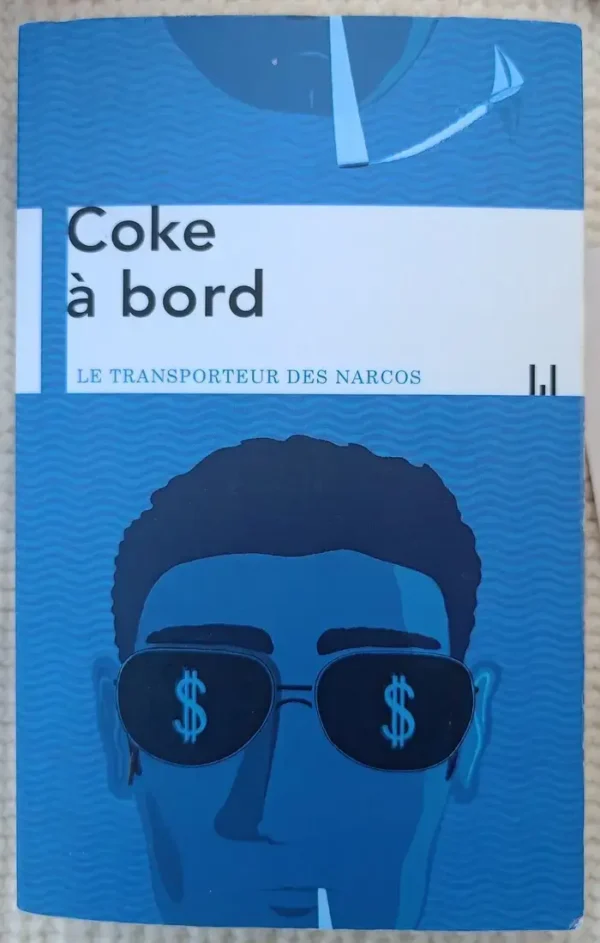 Coke
à bord
LE TRANSPORTEUR DES NARCOS
$ $